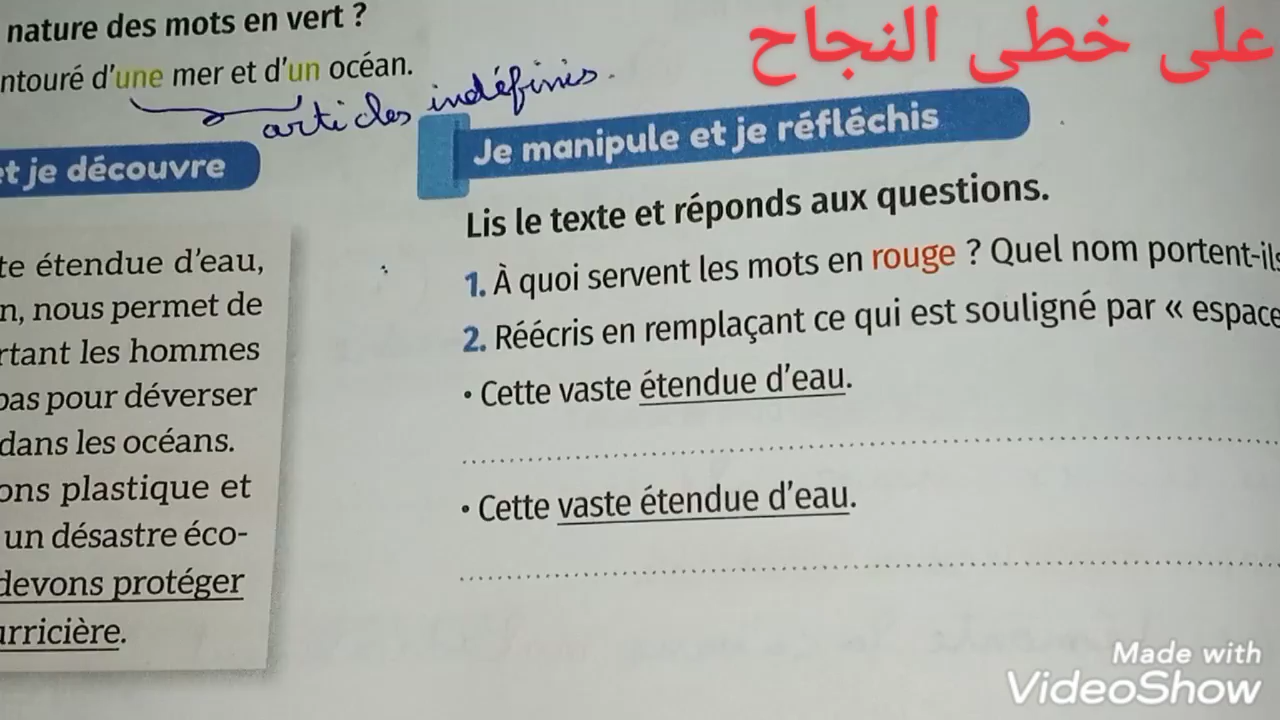 nature des mots en vert ?
ntouré d'une mer et d'un océan.
articles indéfinis.
على خطى النجاح
et je découvre
Je manipule et je réfléchis
te étendue d'eau,
n, nous permet de
rtant les hommes
pas pour déverser
dans les océans.
ons plastique et
un désastre éco-
devons protéger
urricière.
Lis le texte et réponds aux questions.
1. À quoi servent les mots en rouge ? Quel nom portent-ils
2. Réécris en remplaçant ce qui est souligné par « espace
• Cette vaste étendue d'eau.
• Cette vaste étendue d'eau.
Made with
VideoShow